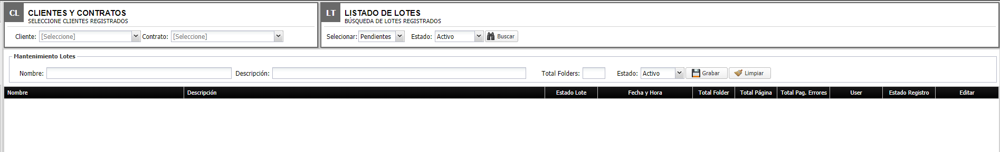 CL CLIENTES Y CONTRATOS
SELECCIONE CLIENTES REGISTRADOS
Cliente: [Seleccione] Contrato: [Seleccione]
LT LISTADO DE LOTES
BÚSQUEDA DE LOTES REGISTRADOS
Selecionar: Pendientes Estado: Activo Buscar
Mantenimiento Lotes
Nombre: Descripción: Total Folders: Estado: Activo Grabar Limpiar
Nombre Descripción Estado Lote Fecha y Hora Total Folder Total Página Total Pag. Errores User Estado Registro Editar